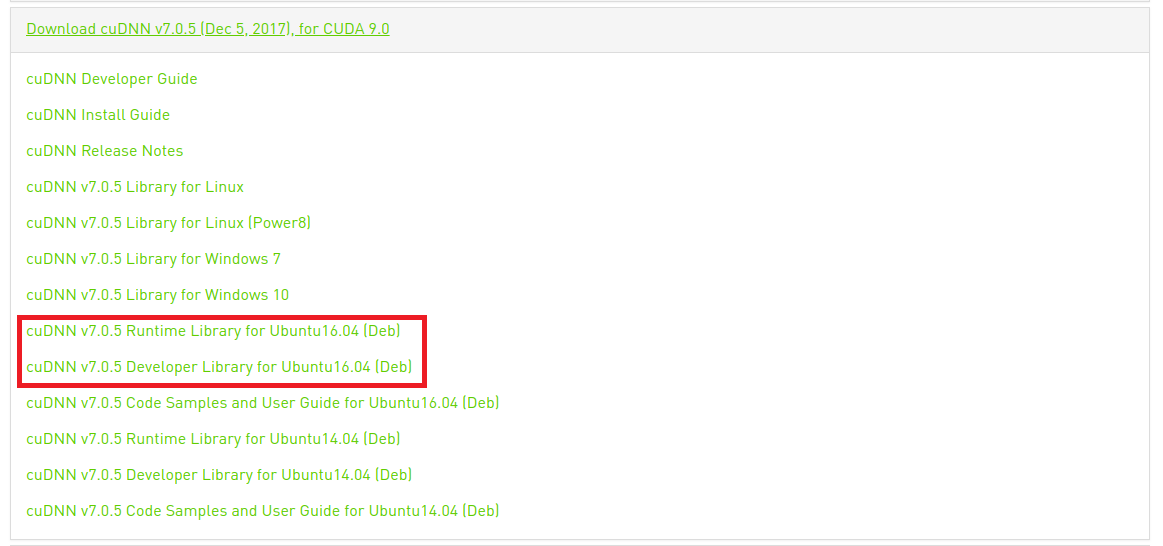 Download cuDNN v7.0.5 (Dec 5, 2017), for CUDA 9.0
cuDNN Developer Guide
cuDNN Install Guide
cuDNN Release Notes
cuDNN v7.0.5 Library for Linux
cuDNN v7.0.5 Library for Linux (Power8)
cuDNN v7.0.5 Library for Windows 7
cuDNN v7.0.5 Library for Windows 10
cuDNN v7.0.5 Runtime Library for Ubuntu16.04 (Deb)
cuDNN v7.0.5 Developer Library for Ubuntu16.04 (Deb)
cuDNN v7.0.5 Code Samples and User Guide for Ubuntu16.04 (Deb)
cuDNN v7.0.5 Runtime Library for Ubuntu14.04 (Deb)
cuDNN v7.0.5 Developer Library for Ubuntu14.04 (Deb)
cuDNN v7.0.5 Code Samples and User Guide for Ubuntu14.04 (Deb)